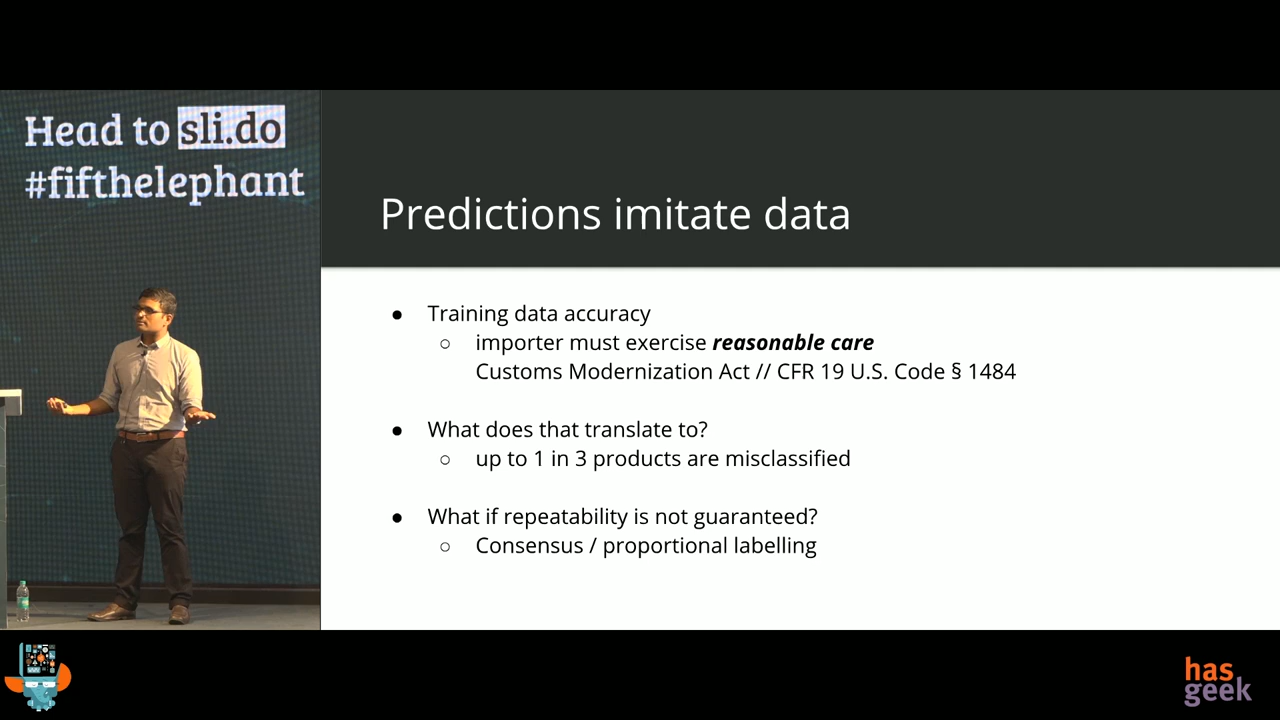 Head to sli.do
#fifthelephant
Predictions imitate data
● Training data accuracy
○ importer must exercise reasonable care
Customs Modernization Act // CFR 19 U.S. Code § 1484
● What does that translate to?
○ up to 1 in 3 products are misclassified
● What if repeatability is not guaranteed?
○ Consensus / proportional labelling
has
geek